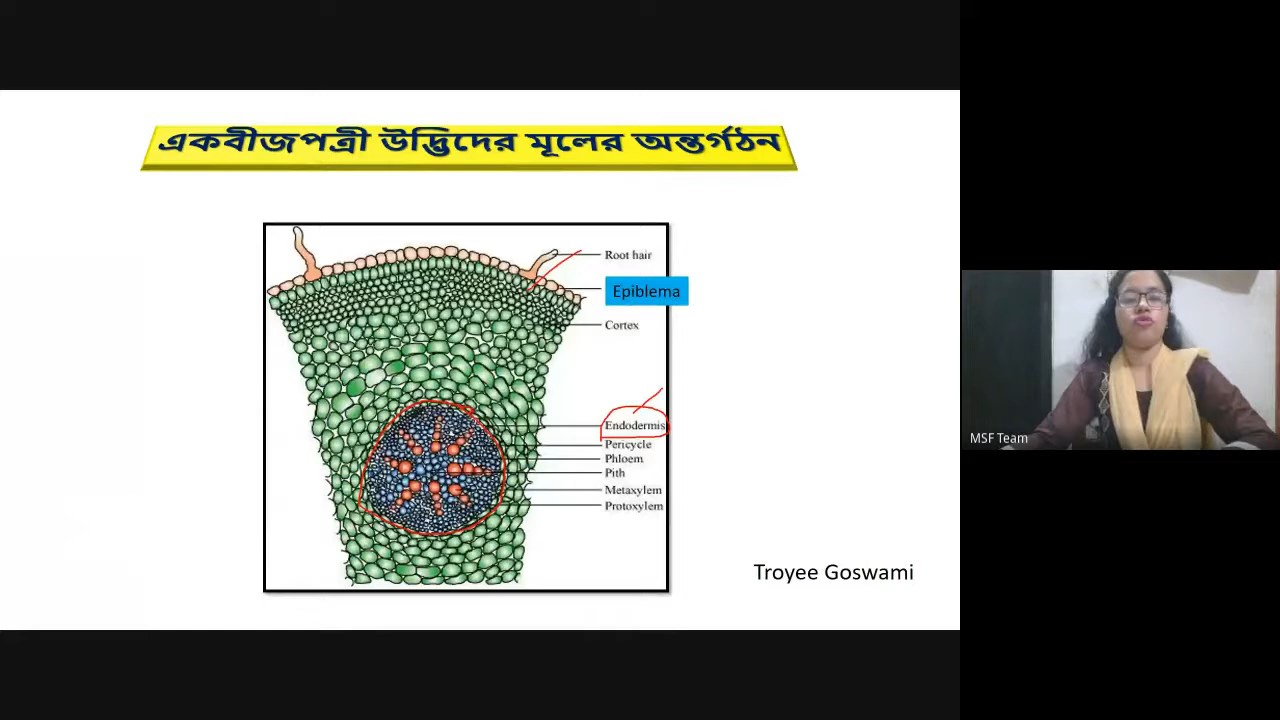 একবীজপত্রী উদ্ভিদের মূলের অন্তর্গঠন
Root hair
Epiblema
Cortex
Endodermis
Pericycle
Phloem
Pith
Metaxylem
Protoxylem
MSF Team
Troyee Goswami